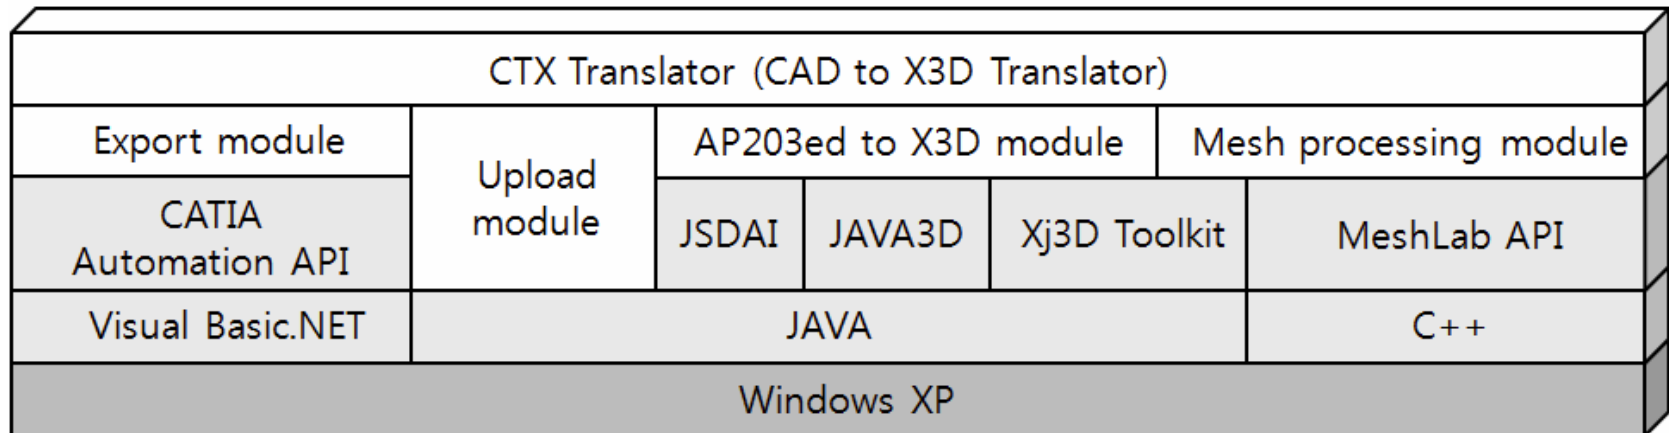 CTX Translator (CAD to X3D Translator)
Export module
Upload
module
AP203ed to X3D module
Mesh processing module
CATIA
Automation API
JSDAI
JAVA3D
Xj3D Toolkit
MeshLab API
Visual Basic.NET
JAVA
C++
Windows XP